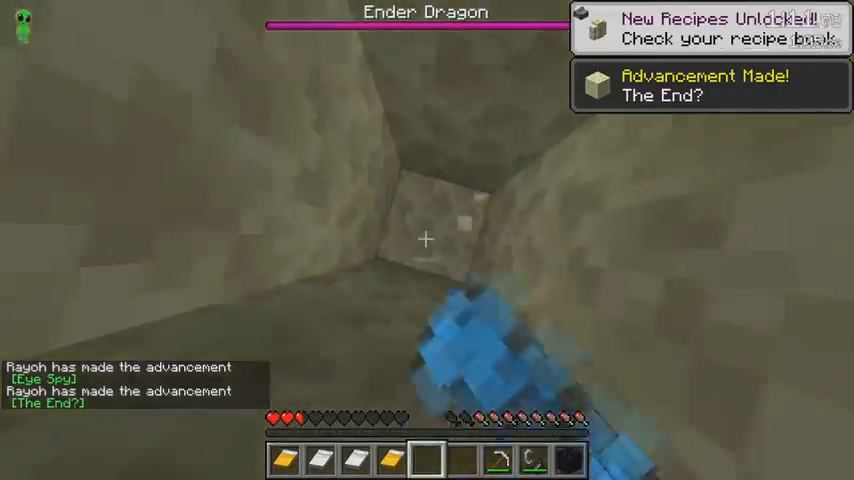 Ender Dragon
New Recipes Unlocked!
Check your recipe book
Advancement Made!
The End?
Rayoh has made the advancement
[Eye Spy]
Rayoh has made the advancement
[The End?]